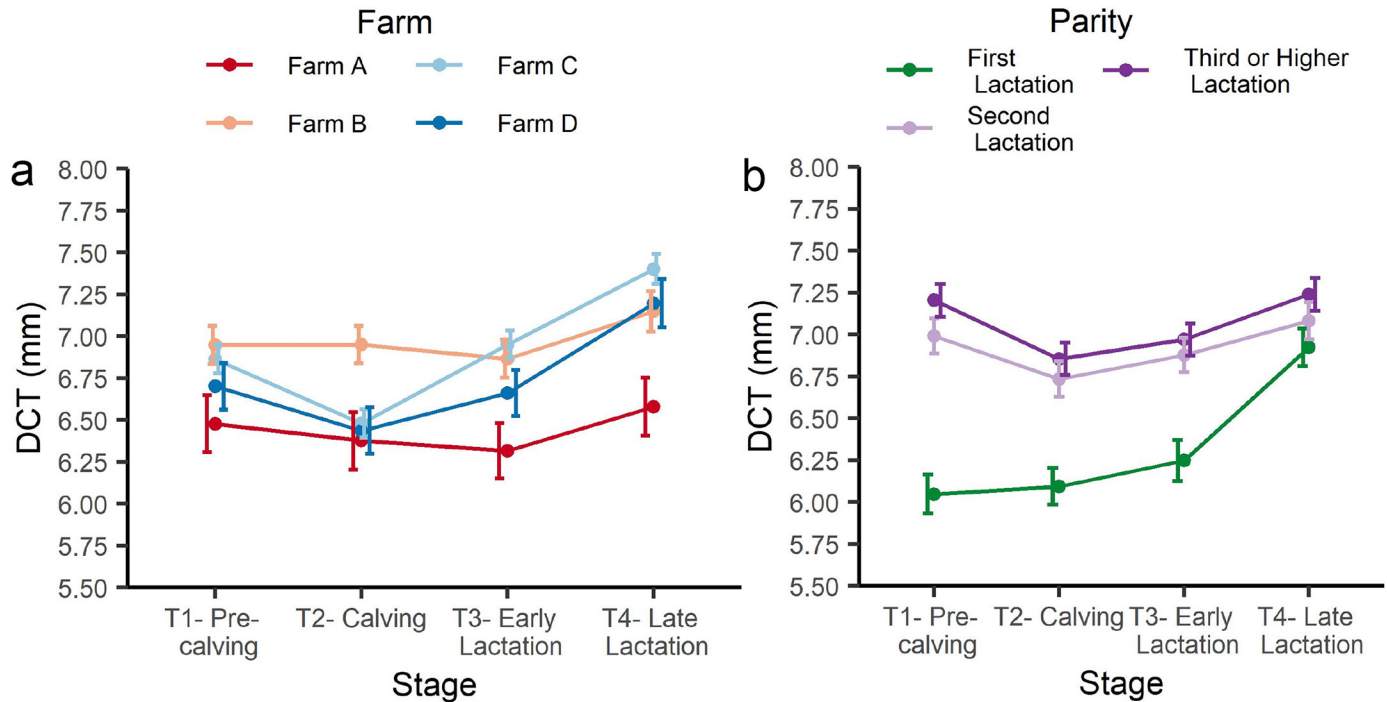 Farm
Farm A
Farm C
Farm B
Farm D
a
8.00
7.75
7.50
7.25
7.00
6.75
6.50
6.25
6.00
5.75
5.50
DCT (mm)
T1- Pre-
calving
T2- Calving
T3- Early
Lactation
T4- Late
Lactation
Stage
Parity
First
Lactation
Third or Higher
Lactation
Second
Lactation
b
8.00
7.75
7.50
7.25
7.00
6.75
6.50
6.25
6.00
5.75
5.50
DCT (mm)
T1- Pre-
calving
T2- Calving
T3- Early
Lactation
T4- Late
Lactation
Stage